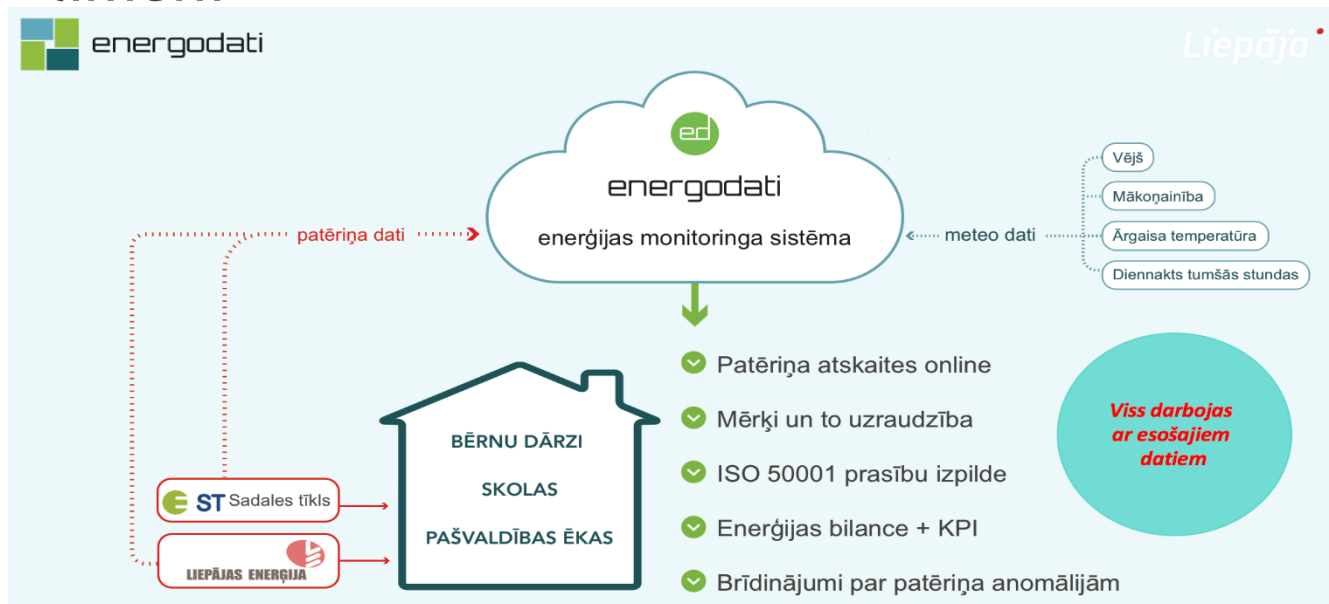 energodati
Liepāja
ed
energodati
enerģijas monitoringa sistēma
patēriņa dati
meteo dati
Vējš
Mākoņainība
Ārgaisa temperatūra
Diennakts tumšās stundas
BĒRNU DĀRZI
SKOLAS
PAŠVALDĪBAS ĒKAS
ST Sadales tīkls
LIEPĀJAS ENERĢIJA
Patēriņa atskaites online
Mērķi un to uzraudzība
ISO 50001 prasību izpilde
Enerģijas bilance + KPI
Brīdinājumi par patēriņa anomālijām
Viss darbojas
ar esošajiem
datiem